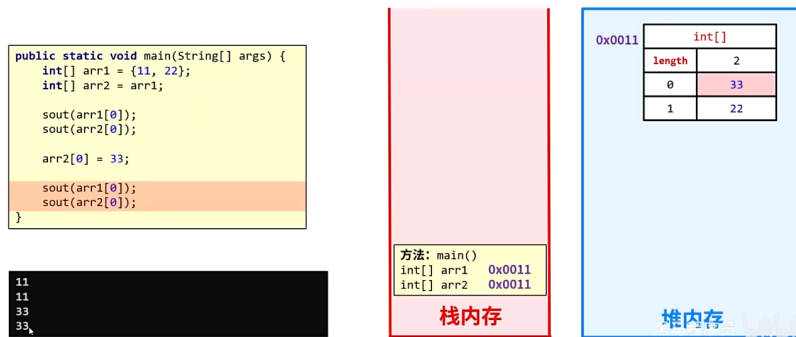 public static void main(String[] args) {
int[] arr1 = {11, 22};
int[] arr2 = arr1;
sout(arr1[0]);
sout(arr2[0]);
arr2[0] = 33;
sout(arr1[0]);
sout(arr2[0]);
}
11
11
33
33
方法：main()
int[] arr1 0x0011
int[] arr2 0x0011
栈内存
0x0011
int[]
length 2
0 33
1 22
堆内存